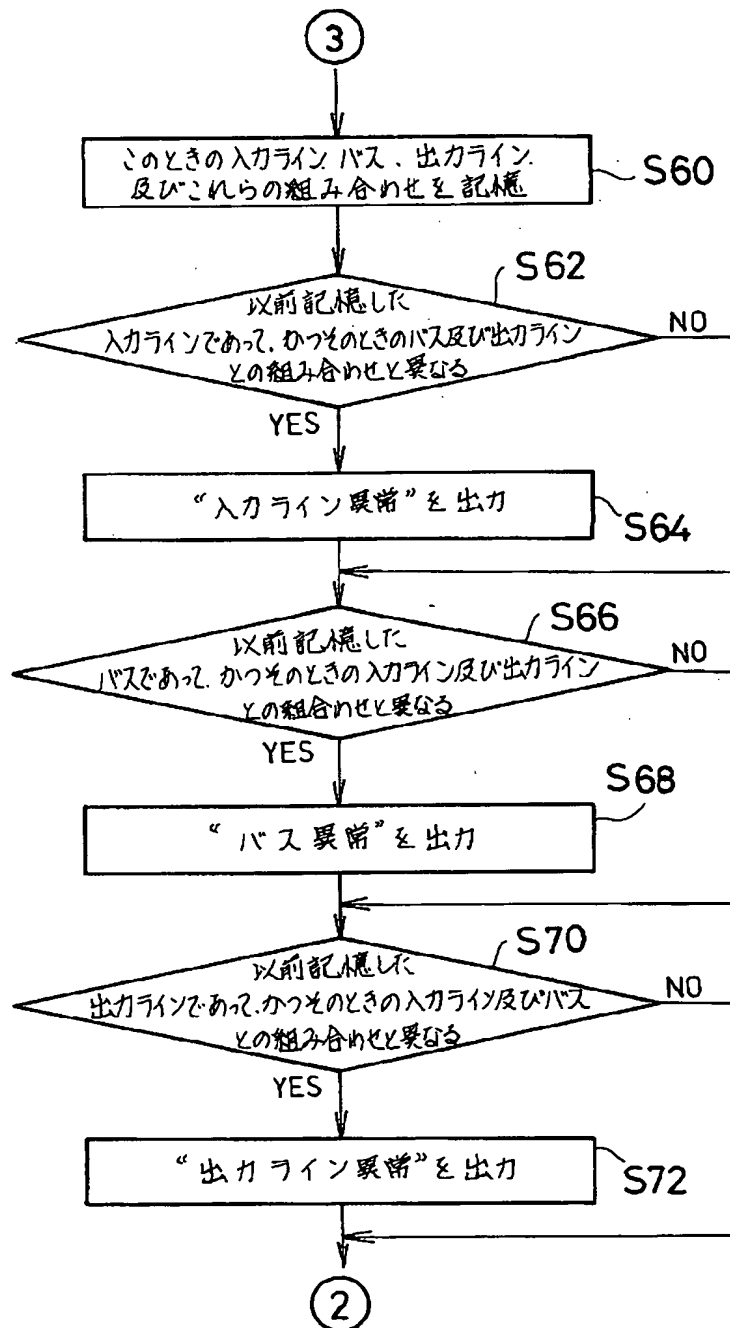 3
このときの入力ライン、バス、出力ライン、
及びこれらの組み合わせを記憶
S60
S62
以前記憶した
入力ラインであって、かつそのときのバス及び出力ライン
との組み合わせと異なる
NO
YES
“入力ライン異常”を出力
S64
S66
以前記憶した
バスであって、かつそのときの入力ライン及び出力ライン
との組合わせと異なる
NO
YES
S68
“バス異常”を出力
S70
以前記憶した
出力ラインであって、かつそのときの入力ライン及びバス
との組み合わせと異なる
NO
YES
“出力ライン異常”を出力
S72
2